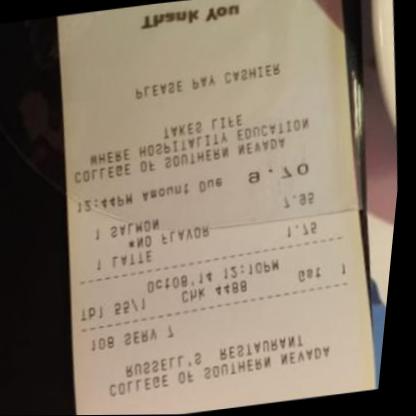 COLLEGE OF SOUTHERN NEVADA
RUSSELL'S RESTAURANT
108 SERV 7
Tbl 55/1 Chk 4488 Gst 1
Oct08'14 12:10PM
1 LATTE 1.75
*NO FLAVOR
1 SALMON 7.95
12:44PM Amount Due 9.70
COLLEGE OF SOUTHERN NEVADA
WHERE HOSPITALITY EDUCATION
TAKES LIFE
PLEASE PAY CASHIER
Thank You